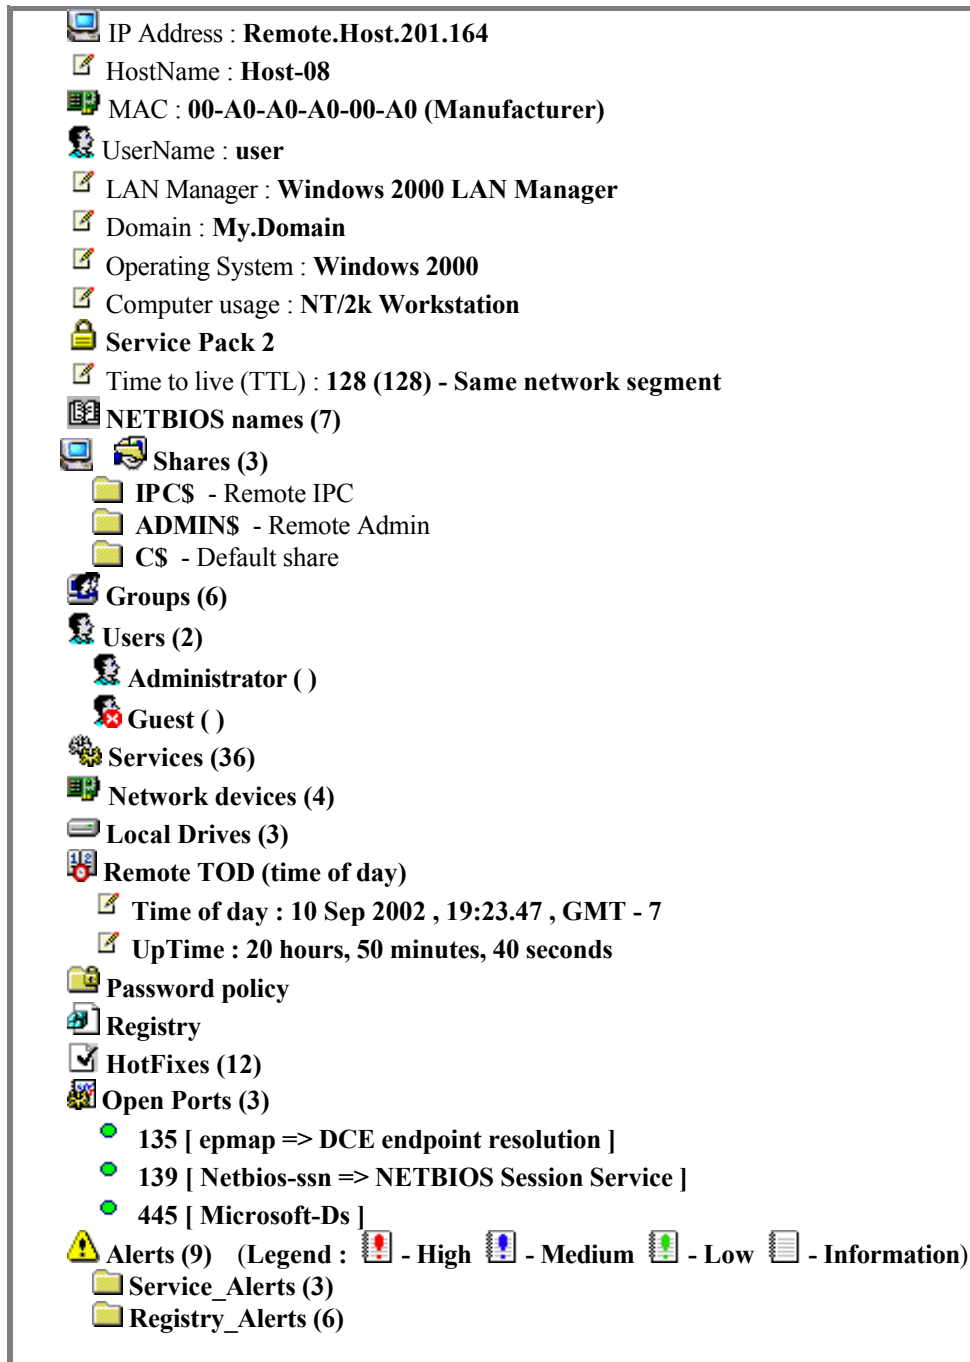 IP Address : Remote.Host.201.164
HostName : Host-08
MAC : 00-A0-A0-A0-00-A0 (Manufacturer)
UserName : user
LAN Manager : Windows 2000 LAN Manager
Domain : My.Domain
Operating System : Windows 2000
Computer usage : NT/2k Workstation
Service Pack 2
Time to live (TTL) : 128 (128) - Same network segment
NETBIOS names (7)
Shares (3)
IPC$ - Remote IPC
ADMIN$ - Remote Admin
C$ - Default share
Groups (6)
Users (2)
Administrator ( )
Guest ( )
Services (36)
Network devices (4)
Local Drives (3)
Remote TOD (time of day)
Time of day : 10 Sep 2002 , 19:23.47 , GMT - 7
UpTime : 20 hours, 50 minutes, 40 seconds
Password policy
Registry
HotFixes (12)
Open Ports (3)
135 [ epmap => DCE endpoint resolution ]
139 [ Netbios-ssn => NETBIOS Session Service ]
445 [ Microsoft-Ds ]
Alerts (9) (Legend : - High - Medium - Low - Information)
Service_Alerts (3)
Registry_Alerts (6)